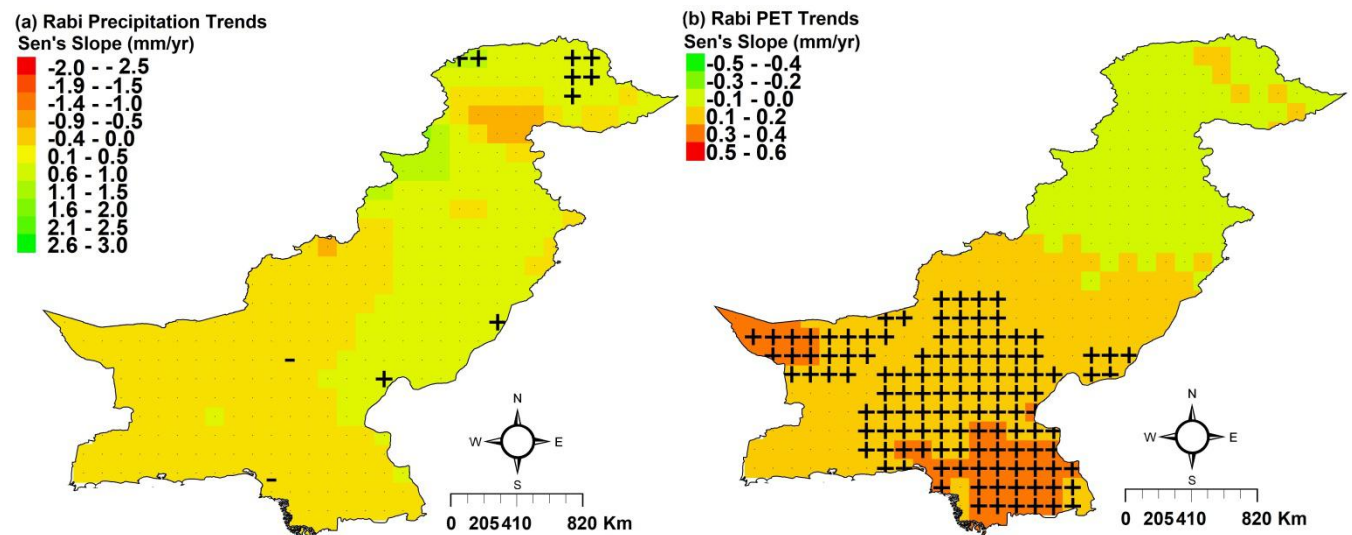 (a) Rabi Precipitation Trends
Sen's Slope (mm/yr)
-2.0 - -2.5
-1.9 - -1.5
-1.4 - -1.0
-0.9 - -0.5
-0.4 - 0.0
0.1 - 0.5
0.6 - 1.0
1.1 - 1.5
1.6 - 2.0
2.1 - 2.5
2.6 - 3.0
N
W E
S
0 205 410 820 Km
(b) Rabi PET Trends
Sen's Slope (mm/yr)
-0.5 - -0.4
-0.3 - -0.2
-0.1 - 0.0
0.1 - 0.2
0.3 - 0.4
0.5 - 0.6
N
W E
S
0 205 410 820 Km